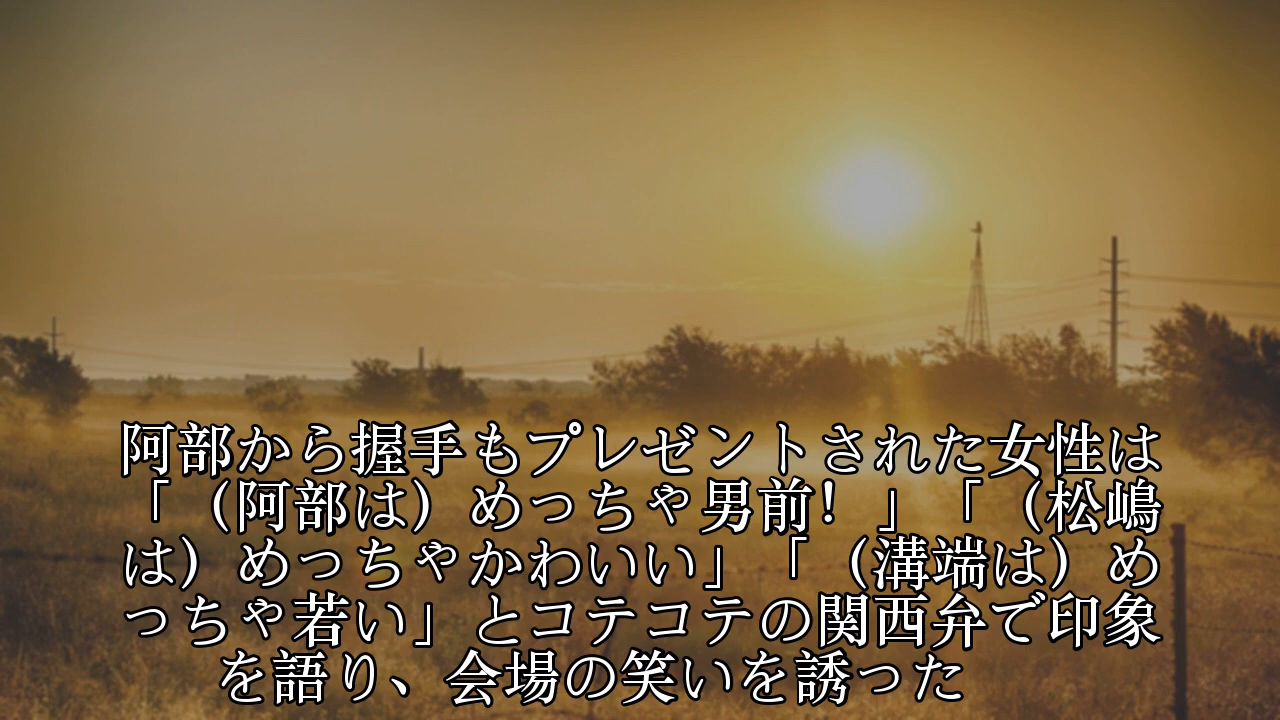 阿部から握手もプレゼントされた女性は
「（阿部は）めっちゃ男前！」「（松嶋
は）めっちゃかわいい」「（溝端は）め
っちゃ若い」とコテコテの関西弁で印象
を語り、会場の笑いを誘った